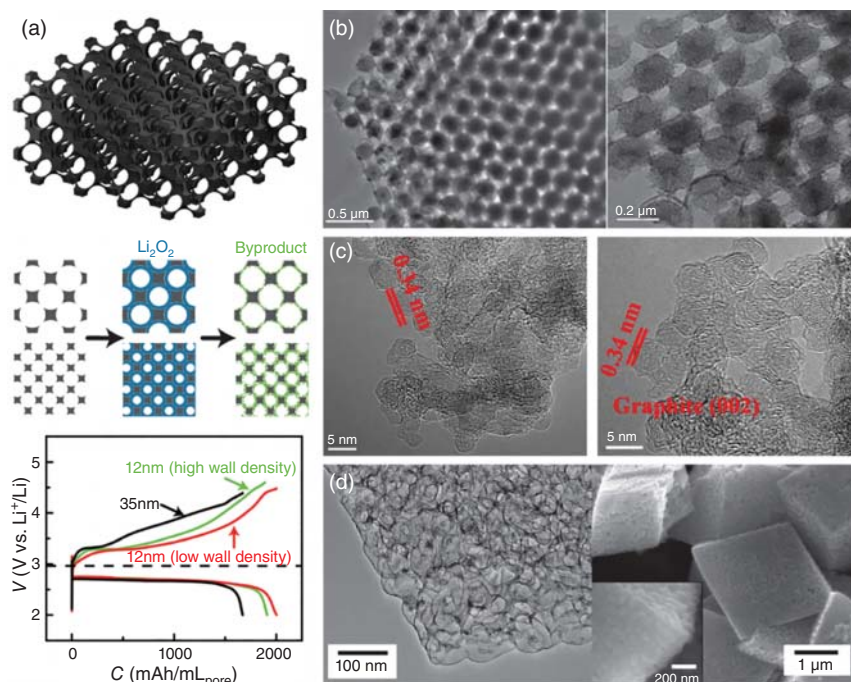 (a)
Li₂O₂
Byproduct
12nm (high wall density)
35nm
12nm (low wall density)
V (V vs. Li⁺/Li)
5
4
3
2
0
1000
2000
C (mAh/mLpore)
(b)
0.5 µm
0.2 µm
(c)
0.34 nm
5 nm
0.34 nm
Graphite (002)
5 nm
(d)
100 nm
200 nm
1 µm